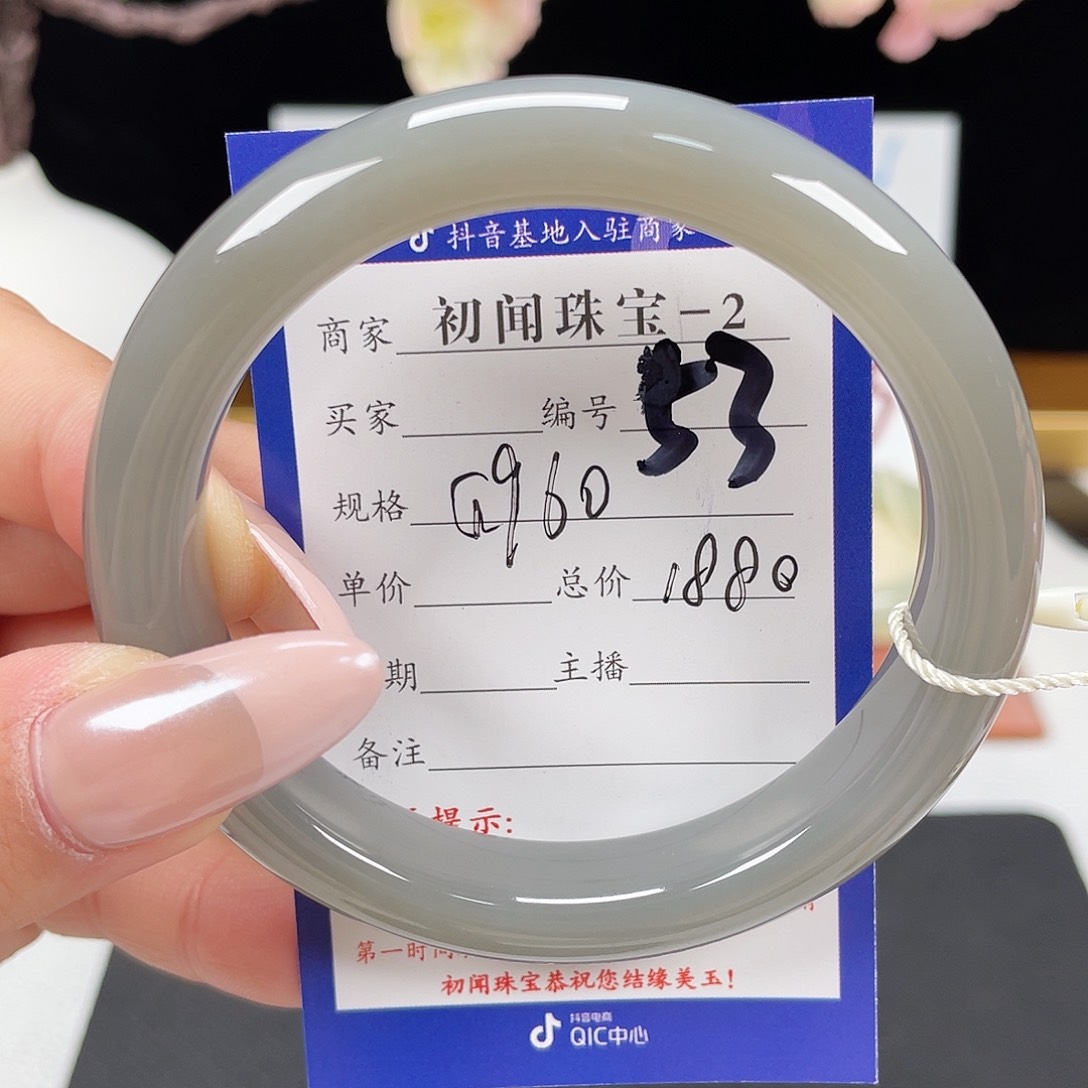 抖音基地入驻商家
商家 初闻珠宝-2
买家 编号 53
规格 960
单价 总价 1880
期 主播
备注
提示:
第一时间
初闻珠宝恭祝您结缘美玉!
抖音电商
QIC中心